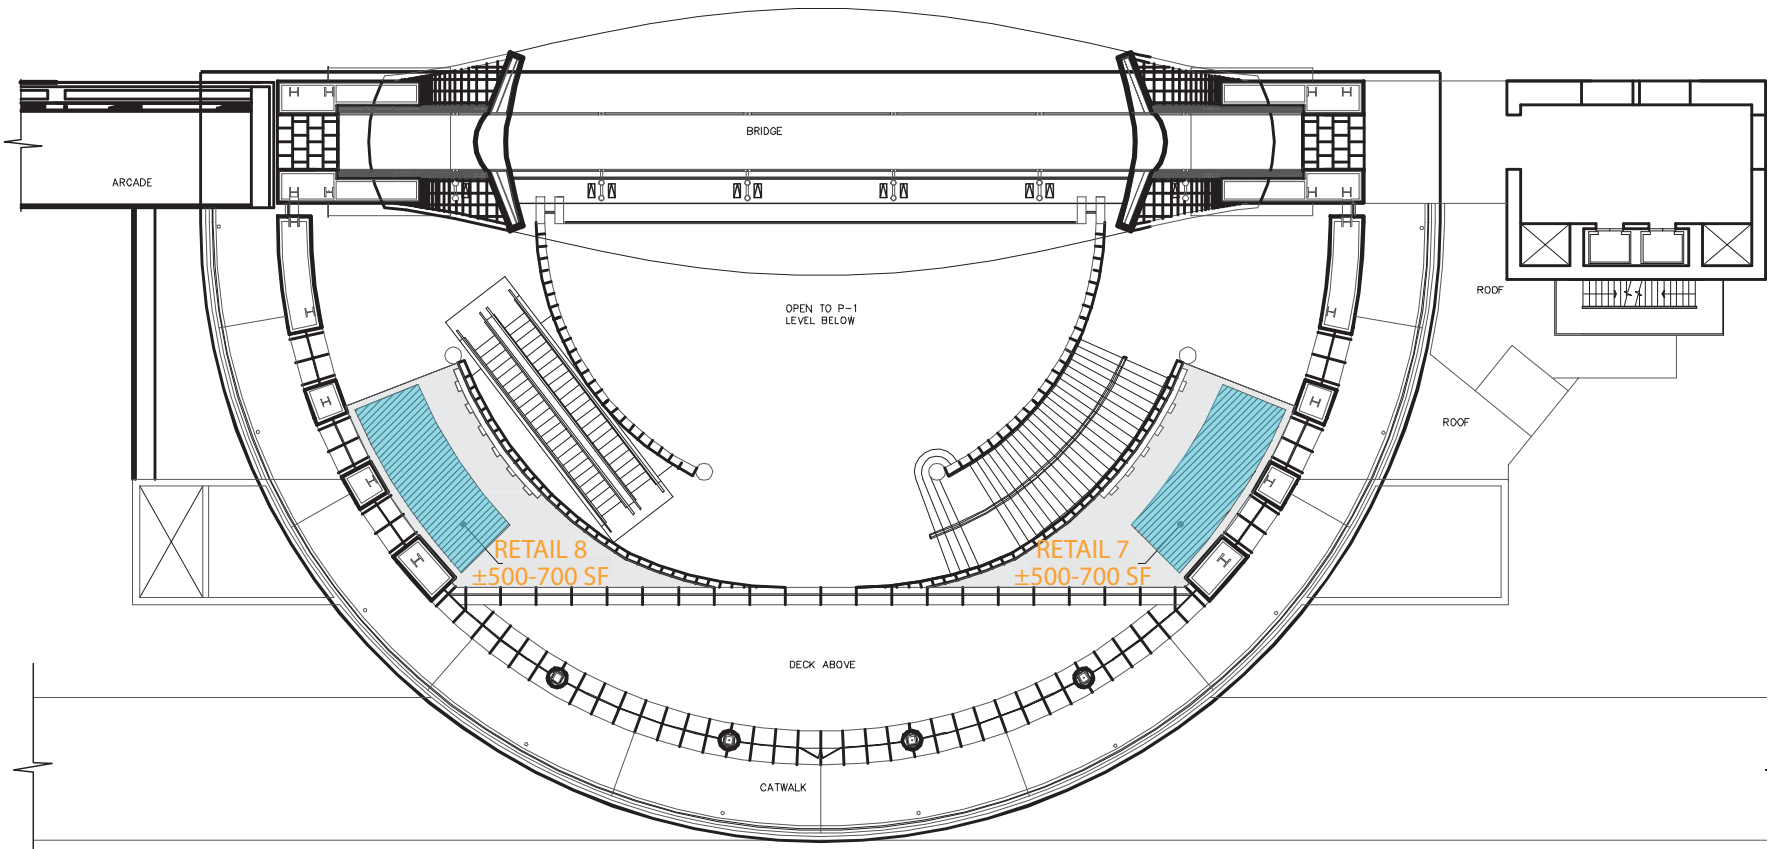 BRIDGE
ARCADE
ROOF
OPEN TO P-1
LEVEL BELOW
ROOF
RETAIL 8
±500-700 SF
RETAIL 7
±500-700 SF
DECK ABOVE
CATWALK